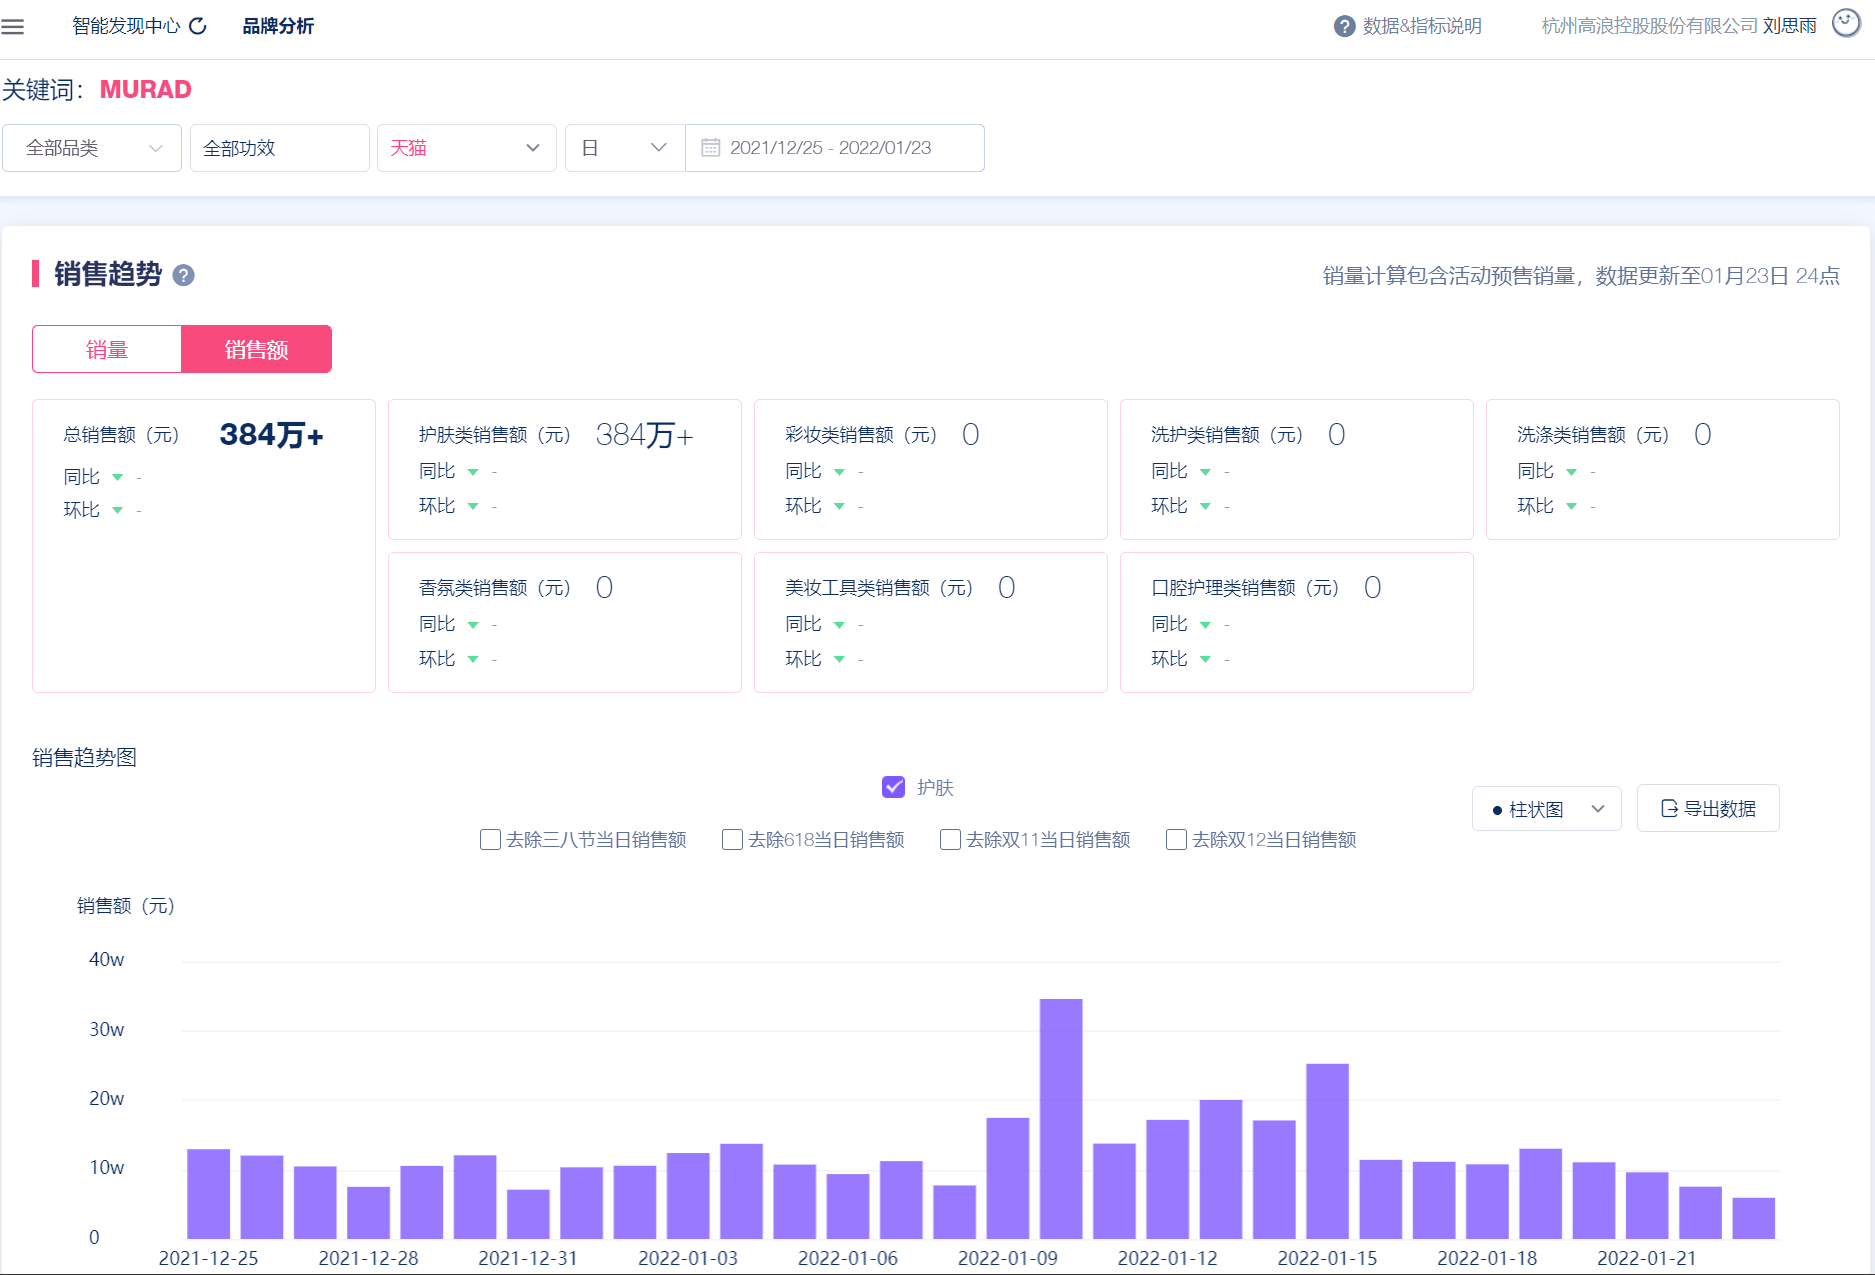 智能发现中心 品牌分析 数据&指标说明 杭州高浪控股股份有限公司 刘思雨
关键词： MURAD
全部品类 全部功效 天猫 日 2021/12/25 - 2022/01/23
销售趋势 ? 销量计算包含活动预售销量，数据更新至01月23日 24点
销量 销售额
总销售额（元） 384万+
同比 -
环比 -
护肤类销售额（元） 384万+
同比 -
环比 -
彩妆类销售额（元） 0
同比 -
环比 -
洗护类销售额（元） 0
同比 -
环比 -
洗涤类销售额（元） 0
同比 -
环比 -
香氛类销售额（元） 0
同比 -
环比 -
美妆工具类销售额（元） 0
同比 -
环比 -
口腔护理类销售额（元） 0
同比 -
环比 -
销售趋势图
护肤
柱状图 导出数据
去除三八节当日销售额 去除618当日销售额 去除双11当日销售额 去除双12当日销售额
销售额（元）
40w
30w
20w
10w
0
2021-12-25 2021-12-28 2021-12-31 2022-01-03 2022-01-06 2022-01-09 2022-01-12 2022-01-15 2022-01-18 2022-01-21